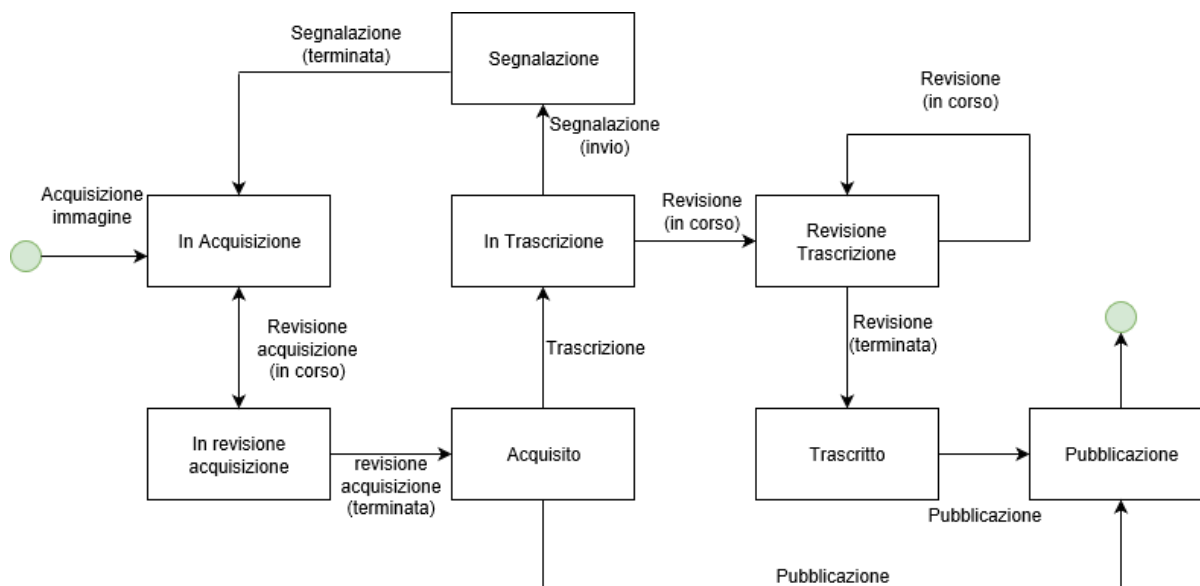 Segnalazione
(terminata)
Segnalazione
Segnalazione
(invio)
Revisione
(in corso)
Acquisizione
immagine
In Acquisizione
In Trascrizione
Revisione
(in corso)
Revisione
Trascrizione
Revisione
acquisizione
(in corso)
Trascrizione
Revisione
(terminata)
In revisione
acquisizione
revisione
acquisizione
(terminata)
Acquisito
Trascritto
Pubblicazione
Pubblicazione
Pubblicazione